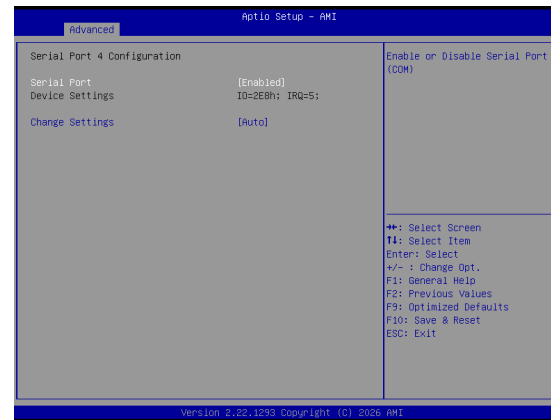 Aptio Setup - AMI
Advanced
Serial Port 4 Configuration
Serial Port [Enabled]
Device Settings IO=2E8h; IRQ=5;
Change Settings [Auto]
Enable or Disable Serial Port
(COM)
→←: Select Screen
↑↓: Select Item
Enter: Select
+/- : Change Opt.
F1: General Help
F2: Previous Values
F9: Optimized Defaults
F10: Save & Reset
ESC: Exit
Version 2.22.1293 Copyright (C) 2026 AMI